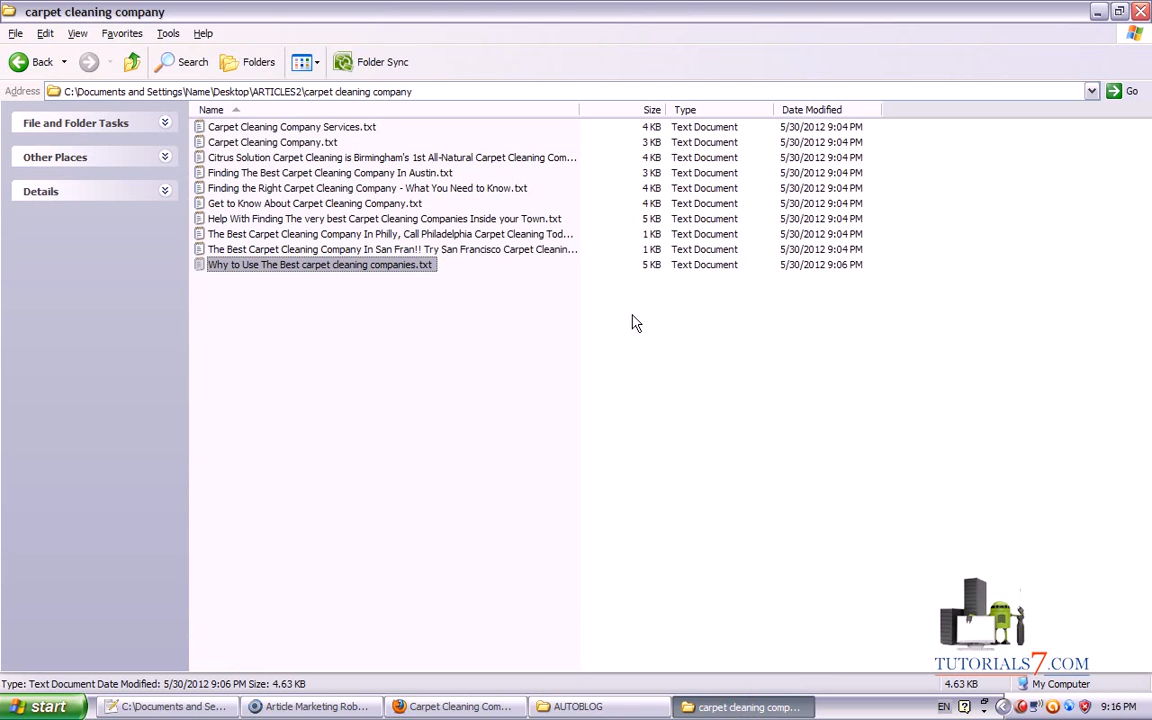 carpet cleaning company
File Edit View Favorites Tools Help
Back Search Folders Folder Sync
Address C:\Documents and Settings\Name\Desktop\ARTICLES2\carpet cleaning company Go
File and Folder Tasks
Other Places
Details
Name Size Type Date Modified
Carpet Cleaning Company Services.txt 4 KB Text Document 5/30/2012 9:04 PM
Carpet Cleaning Company.txt 3 KB Text Document 5/30/2012 9:04 PM
Citrus Solution Carpet Cleaning is Birmingham's 1st All-Natural Carpet Cleaning Com... 4 KB Text Document 5/30/2012 9:04 PM
Finding The Best Carpet Cleaning Company In Austin.txt 3 KB Text Document 5/30/2012 9:04 PM
Finding the Right Carpet Cleaning Company - What You Need to Know.txt 4 KB Text Document 5/30/2012 9:04 PM
Get to Know About Carpet Cleaning Company.txt 4 KB Text Document 5/30/2012 9:04 PM
Help With Finding The very best Carpet Cleaning Companies Inside your Town.txt 5 KB Text Document 5/30/2012 9:04 PM
The Best Carpet Cleaning Company In Philly, Call Philadelphia Carpet Cleaning Tod... 1 KB Text Document 5/30/2012 9:04 PM
The Best Carpet Cleaning Company In San Fran!! Try San Francisco Carpet Cleanin... 1 KB Text Document 5/30/2012 9:04 PM
Why to Use The Best carpet cleaning companies.txt 5 KB Text Document 5/30/2012 9:06 PM
TUTORIALS7.COM
Type: Text Document Date Modified: 5/30/2012 9:06 PM Size: 4.63 KB 4.63 KB My Computer
start C:\Documents and Se... Article Marketing Rob... Carpet Cleaning Com... AUTOBLOG carpet cleaning comp... EN 9:16 PM